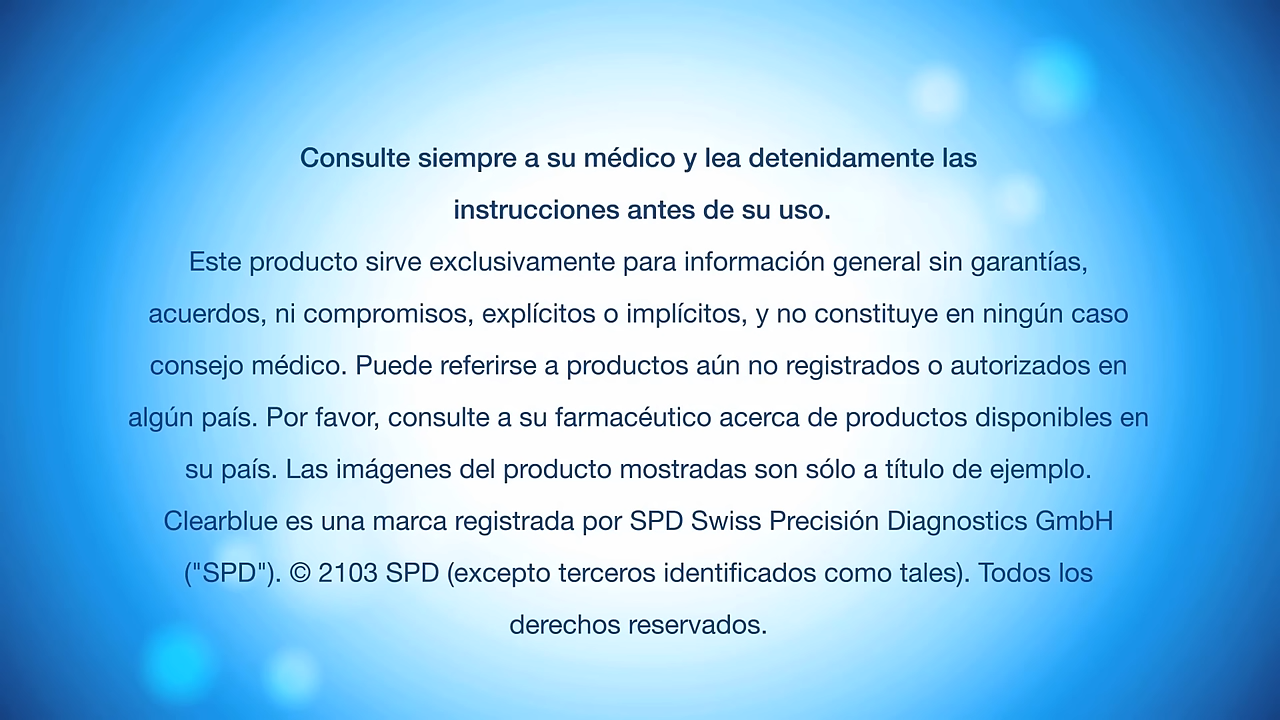 Consulte siempre a su médico y lea detenidamente las
instrucciones antes de su uso.
Este producto sirve exclusivamente para información general sin garantías,
acuerdos, ni compromisos, explícitos o implícitos, y no constituye en ningún caso
consejo médico. Puede referirse a productos aún no registrados o autorizados en
algún país. Por favor, consulte a su farmacéutico acerca de productos disponibles en
su país. Las imágenes del producto mostradas son sólo a título de ejemplo.
Clearblue es una marca registrada por SPD Swiss Precisión Diagnostics GmbH
("SPD"). © 2103 SPD (excepto terceros identificados como tales). Todos los
derechos reservados.